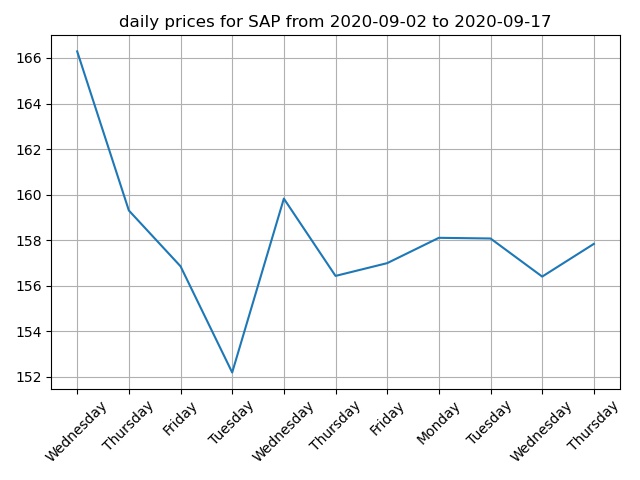 daily prices for SAP from 2020-09-02 to 2020-09-17
166
164
162
160
158
156
154
152
Wednesday
Thursday
Friday
Tuesday
Wednesday
Thursday
Friday
Monday
Tuesday
Wednesday
Thursday